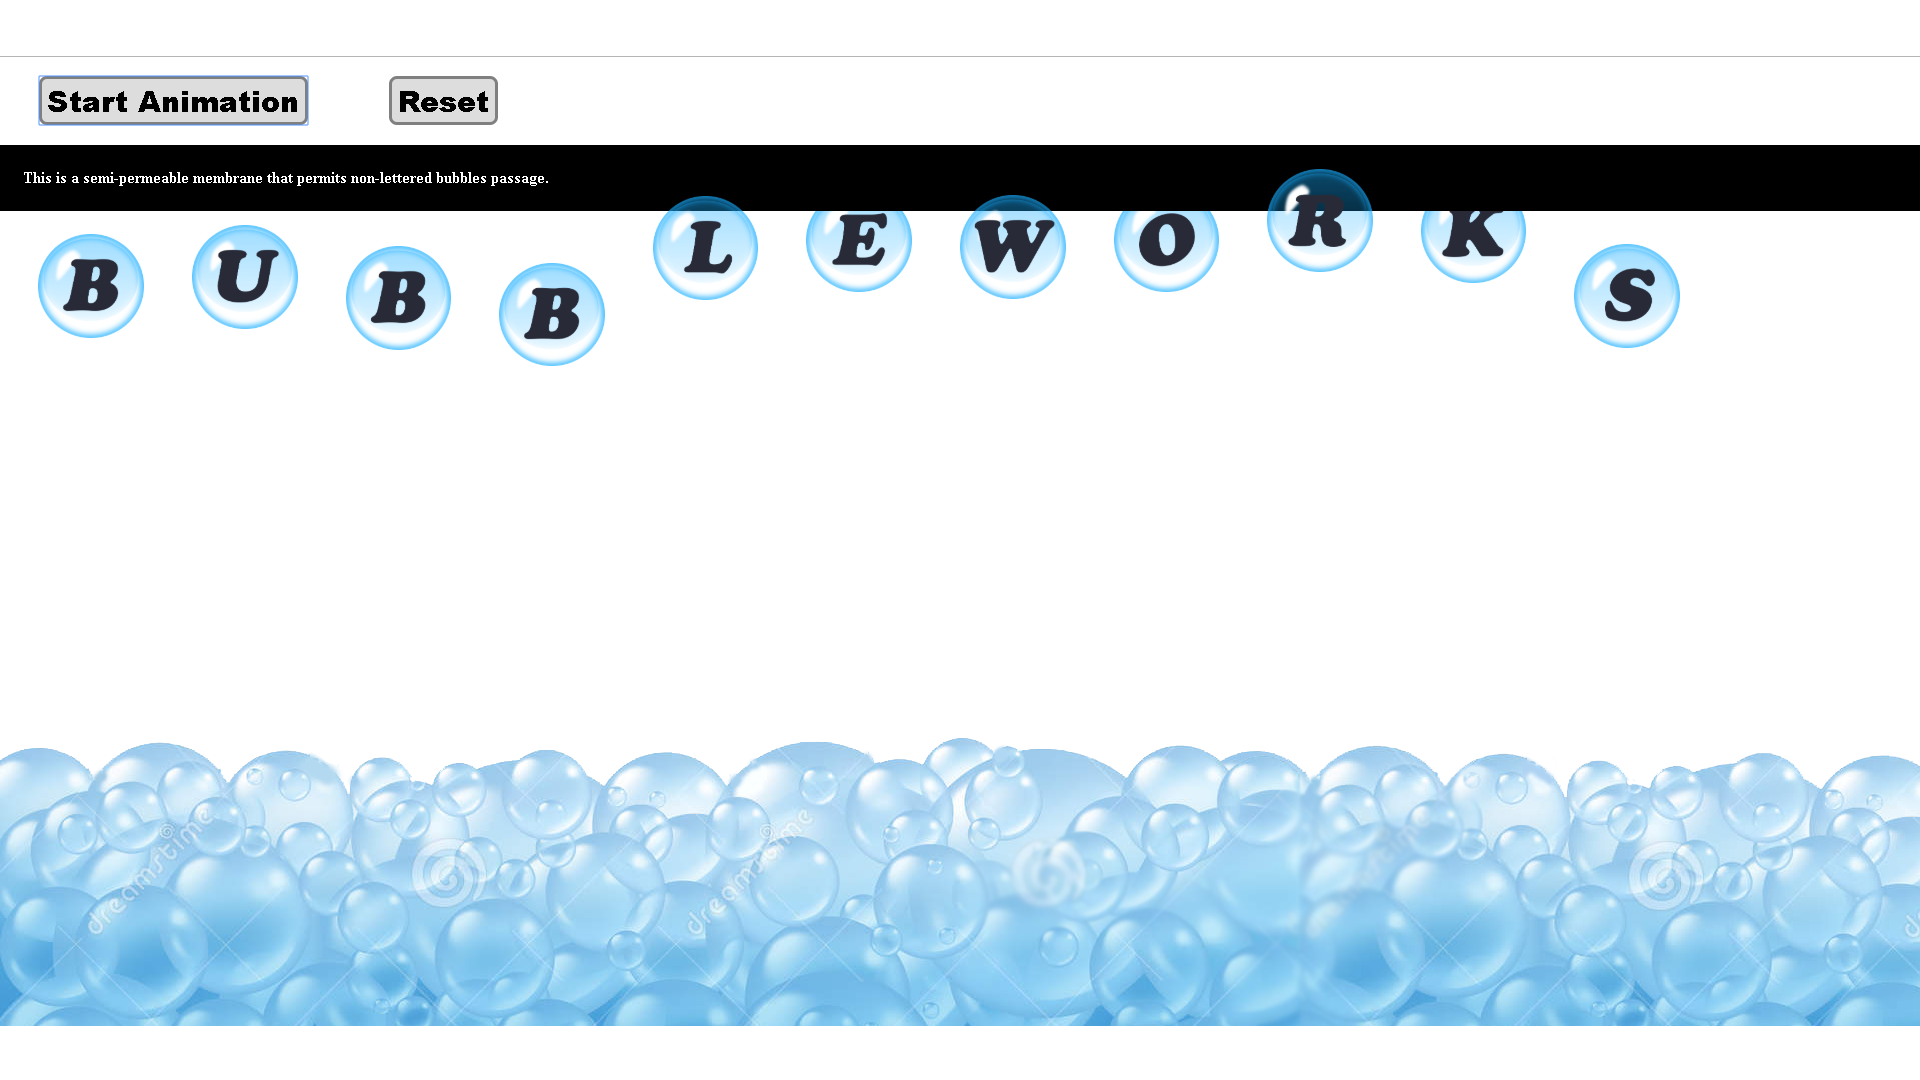 Start Animation Reset
This is a semi-permeable membrane that permits non-lettered bubbles passage.
B U B B L E W O R K S
dreamstime dreamstime